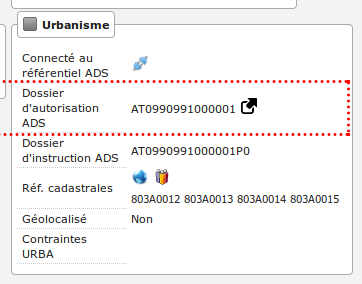 Urbanisme
Connecté au
référentiel ADS
Dossier
d'autorisation
ADS
AT0990991000001
Dossier
d'instruction ADS
AT0990991000001P0
Réf. cadastrales
803A0012 803A0013 803A0014 803A0015
Géolocalisé
Non
Contraintes
URBA